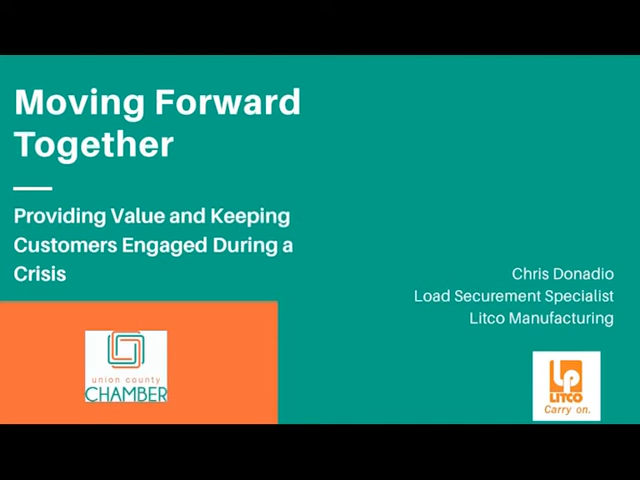 Moving Forward
Together
Providing Value and Keeping
Customers Engaged During a
Crisis
Chris Donadio
Load Securement Specialist
Litco Manufacturing
union county
CHAMBER
LP
LITCO
Carry on.